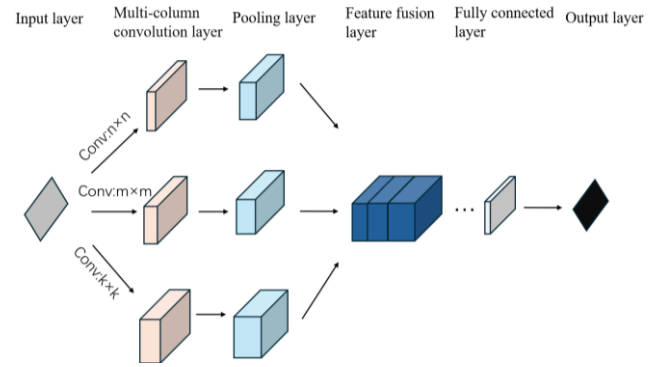 Input layer
Multi-column
convolution layer
Pooling layer
Feature fusion
layer
Fully connected
layer
Output layer
Conv:n×n
Conv:m×m
Conv:k×k
...